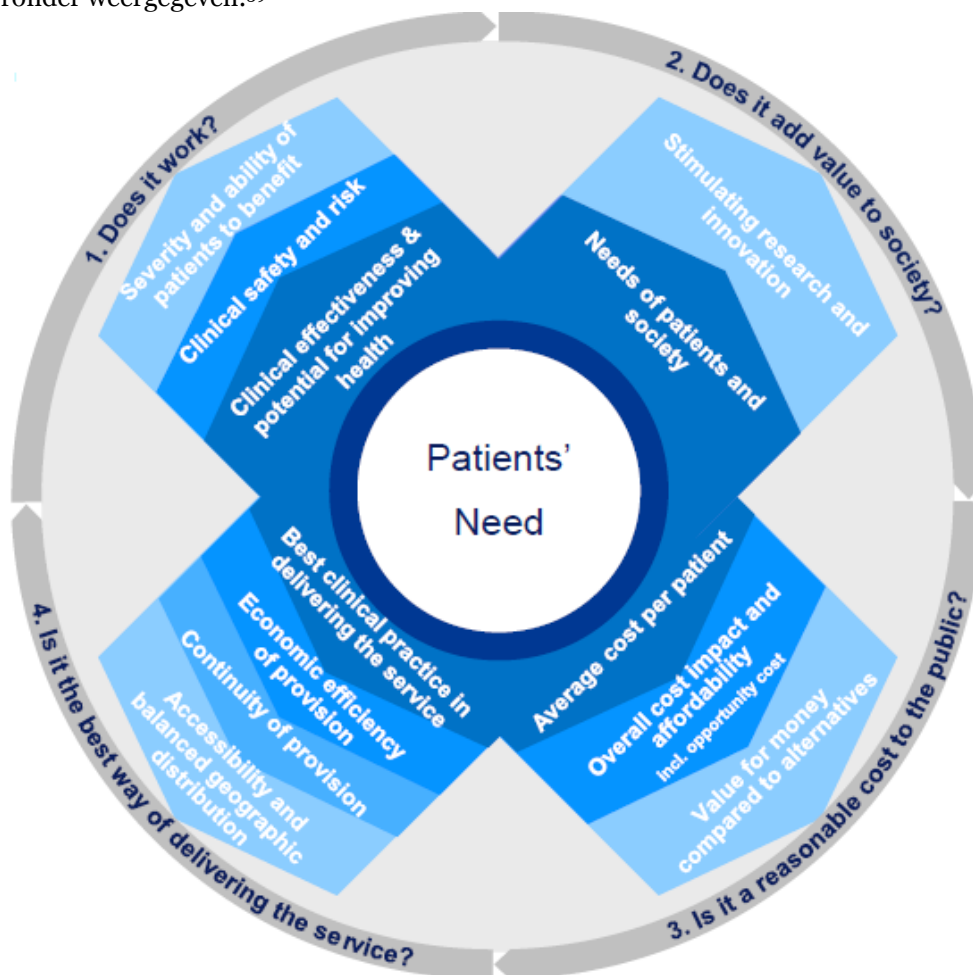 ronder weergegeven.
1. Does it work?
Severity and ability of
patients to benefit
Clinical safety and risk
Clinical effectiveness &
potential for improving
health
2. Does it add value to society?
Stimulating research and
innovation
Needs of patients and
society
Patients’
Need
3. Is it a reasonable cost to the public?
Average cost per patient
Overall cost impact and
affordability
incl. opportunity cost
Value for money
compared to alternatives
4. Is it the best way of delivering the service?
Best clinical practice in
delivering the service
Economic efficiency
of provision
Continuity of provision
Accessibility and
balanced geographic
distribution